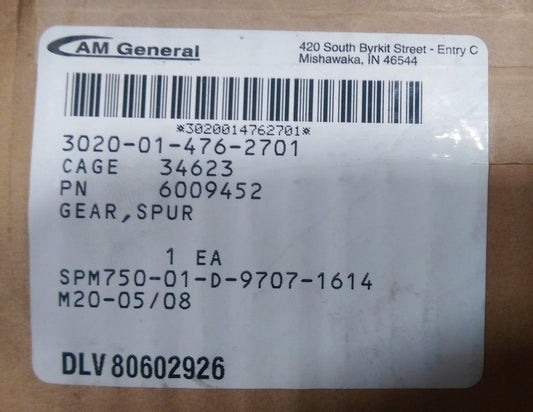 AM General
420 South Byrkit Street - Entry C
Mishawaka, IN 46544
*3020014762701*
3020-01-476-2701
CAGE 34623
PN 6009452
GEAR,SPUR
1 EA
SPM750-01-D-9707-1614
M20-05/08
DLV 80602926